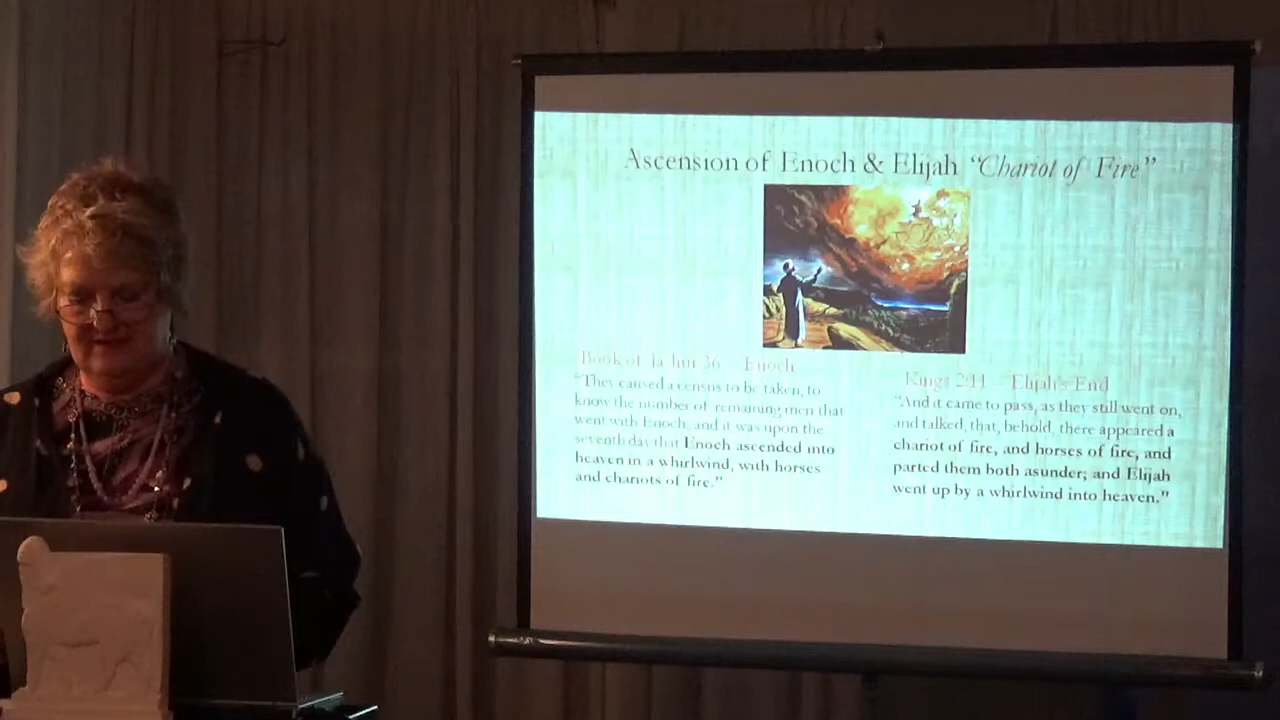 Ascension of Enoch & Elijah “Chariot of Fire”
Book of 36 Enoch
“They caused a census to be taken, to
know the number of remaining men that
went with Enoch, and it was upon the
seventh day that Enoch ascended into
heaven in a whirlwind, with horses
and chariots of fire.”
Kings 2:11 Elijah's End
“And it came to pass, as they still went on,
and talked, that, behold, there appeared a
chariot of fire, and horses of fire, and
parted them both asunder; and Elijah
went up by a whirlwind into heaven."